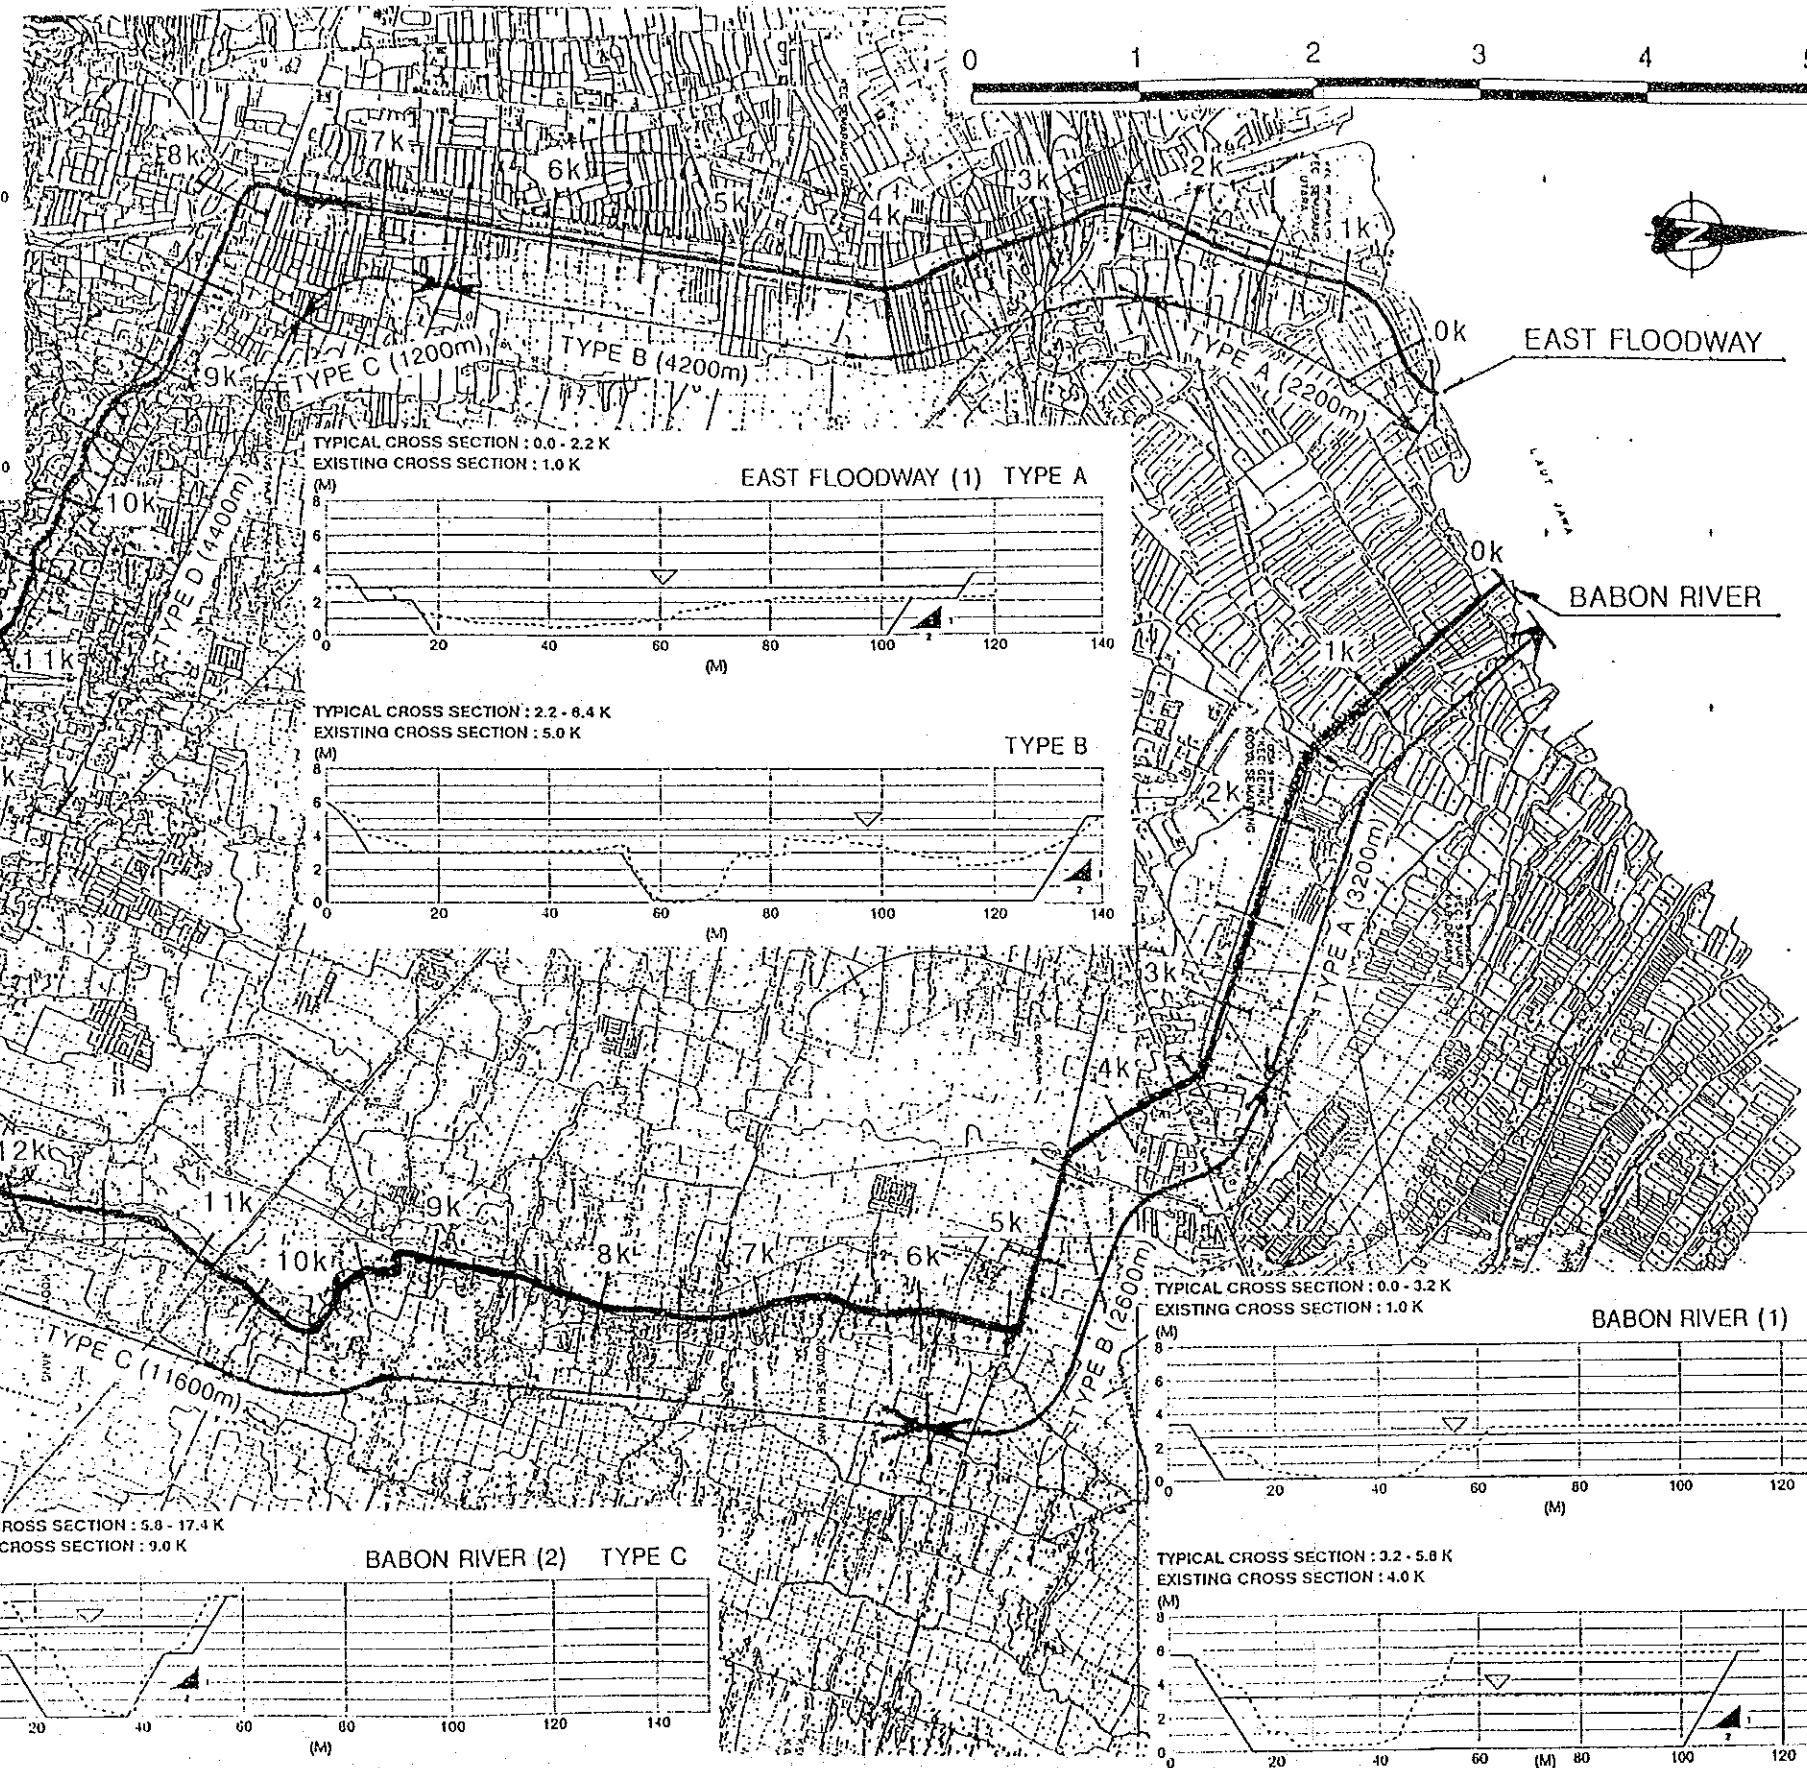 0 1 2 3 4
8k
7k
6k
5k
4k
3k
2k
1k
0k
EAST FLOODWAY
N
9k
TYPE C (1200m)
TYPE B (4200m)
TYPE A (2200m)
10k
TYPE D (4400m)
11k
LAUT JAWA
TYPICAL CROSS SECTION : 0.0 - 2.2 K
EXISTING CROSS SECTION : 1.0 K
EAST FLOODWAY (1) TYPE A
(M)
8
6
4
2
0
0 20 40 60 80 100 120 140
(M)
TYPICAL CROSS SECTION : 2.2 - 6.4 K
EXISTING CROSS SECTION : 5.0 K
TYPE B
(M)
8
6
4
2
0
0 20 40 60 80 100 120 140
(M)
0k
BABON RIVER
1k
2k
TYPE A (3200m)
3k
4k
12k
11k
10k
9k
8k
7k
6k
5k
TYPE B (2600m)
TYPE C (11600m)
TYPICAL CROSS SECTION : 0.0 - 3.2 K
EXISTING CROSS SECTION : 1.0 K
BABON RIVER (1)
(M)
8
6
4
2
0
0 20 40 60 80 100 120
(M)
ROSS SECTION : 5.8 - 17.4 K
CROSS SECTION : 9.0 K
BABON RIVER (2) TYPE C
20 40 60 80 100 120 140
(M)
TYPICAL CROSS SECTION : 3.2 - 5.8 K
EXISTING CROSS SECTION : 4.0 K
(M)
8
6
4
2
0
0 20 40 60 (M) 80 100 120